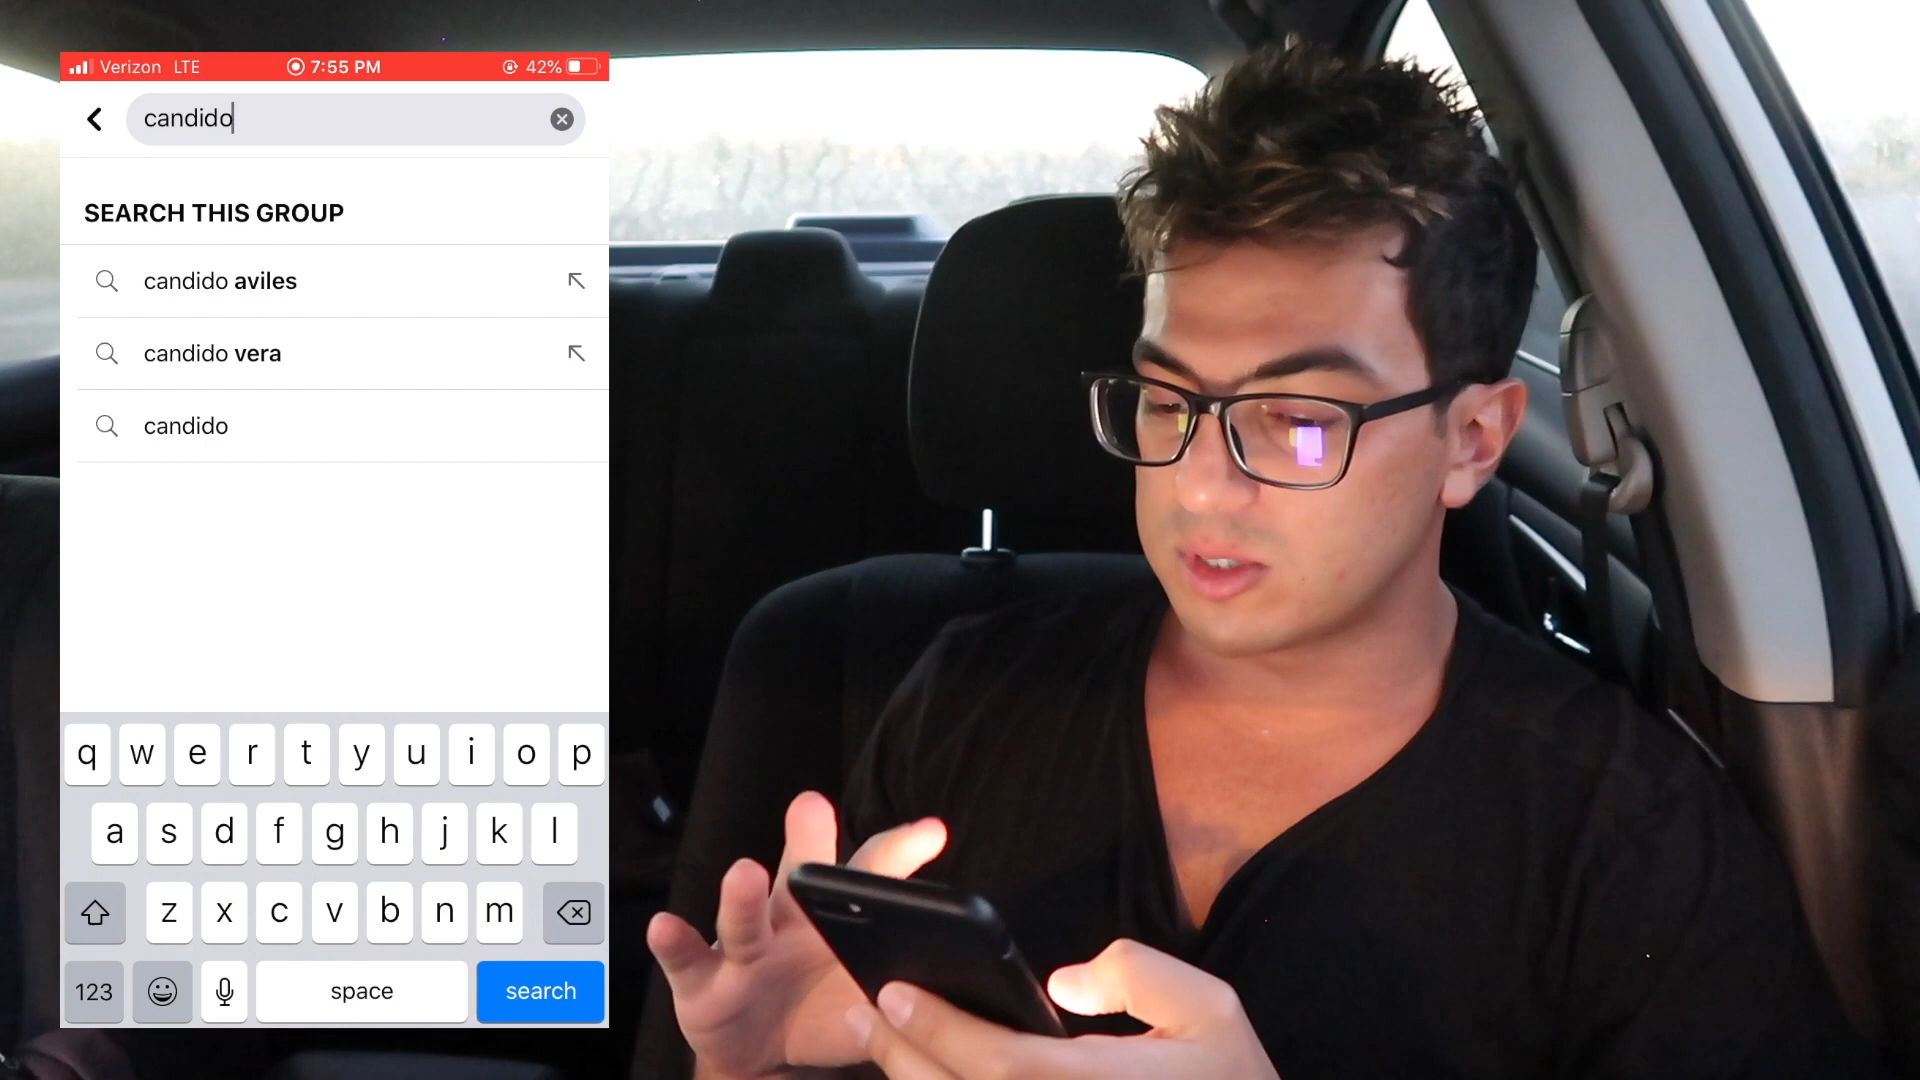 Verizon LTE 7:55 PM 42%
candido
SEARCH THIS GROUP
candido aviles
candido vera
candido
q w e r t y u i o p
a s d f g h j k l
z x c v b n m
123 space search